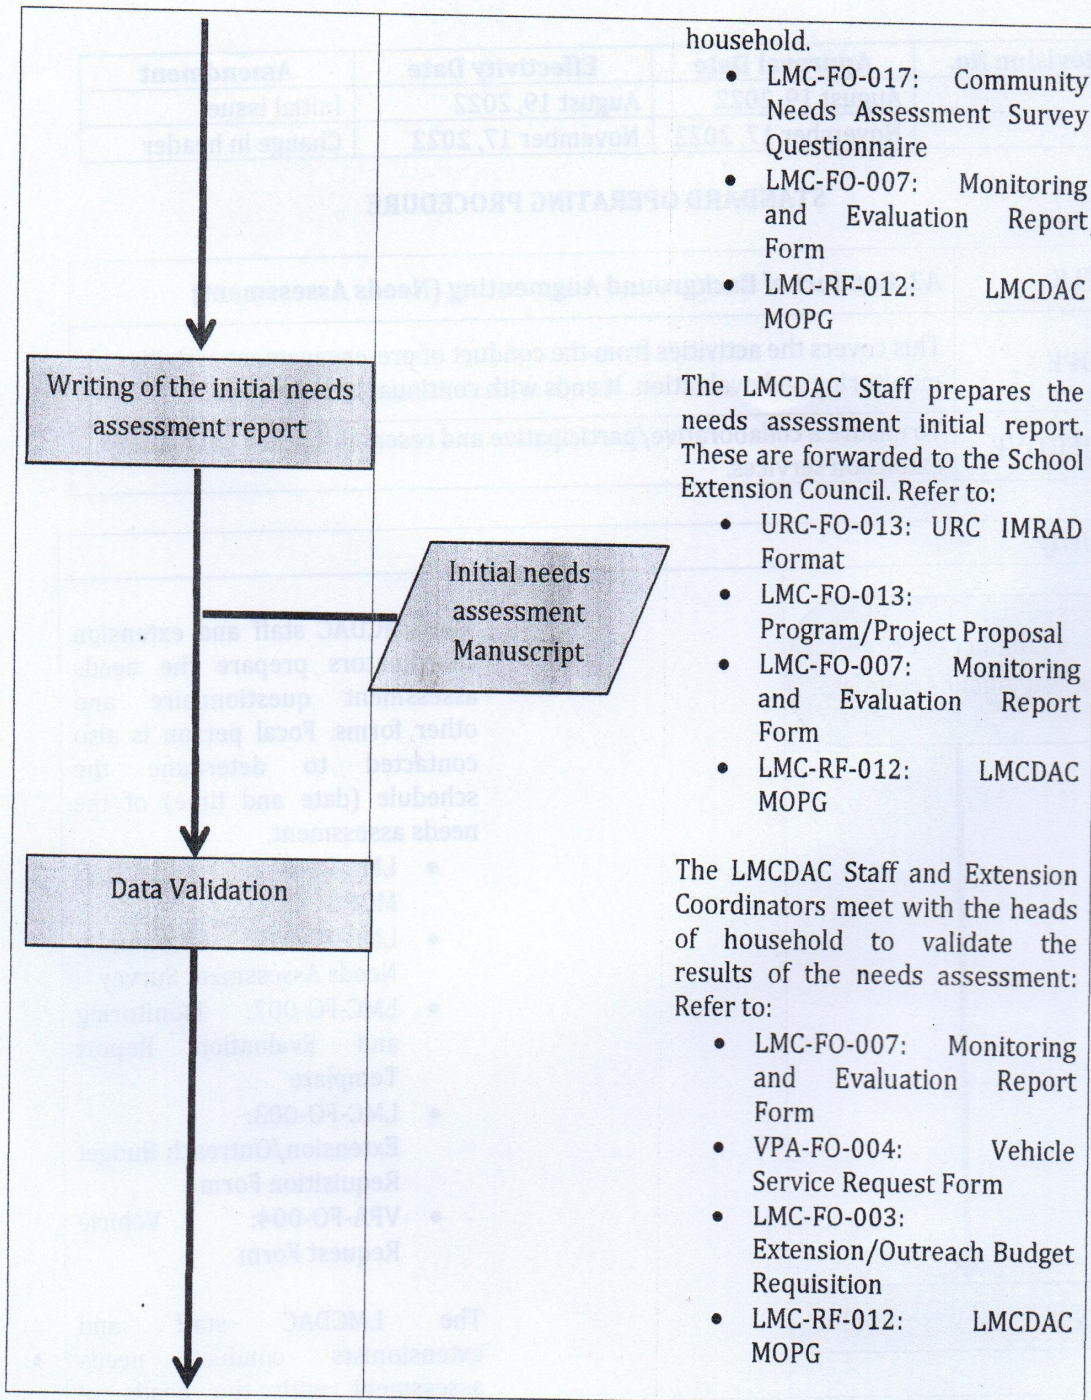 household.
• LMC-FO-017: Community
Needs Assessment Survey
Questionnaire
• LMC-FO-007: Monitoring
and Evaluation Report
Form
• LMC-RF-012: LMCDAC
MOPG
Writing of the initial needs
assessment report
The LMCDAC Staff prepares the
needs assessment initial report.
These are forwarded to the School
Extension Council. Refer to:
• URC-FO-013: URC IMRAD
Format
• LMC-FO-013:
Program/Project Proposal
• LMC-FO-007: Monitoring
and Evaluation Report
Form
• LMC-RF-012: LMCDAC
MOPG
Initial needs
assessment
Manuscript
Data Validation
The LMCDAC Staff and Extension
Coordinators meet with the heads
of household to validate the
results of the needs assessment:
Refer to:
• LMC-FO-007: Monitoring
and Evaluation Report
Form
• VPA-FO-004: Vehicle
Service Request Form
• LMC-FO-003:
Extension/Outreach Budget
Requisition
• LMC-RF-012: LMCDAC
MOPG